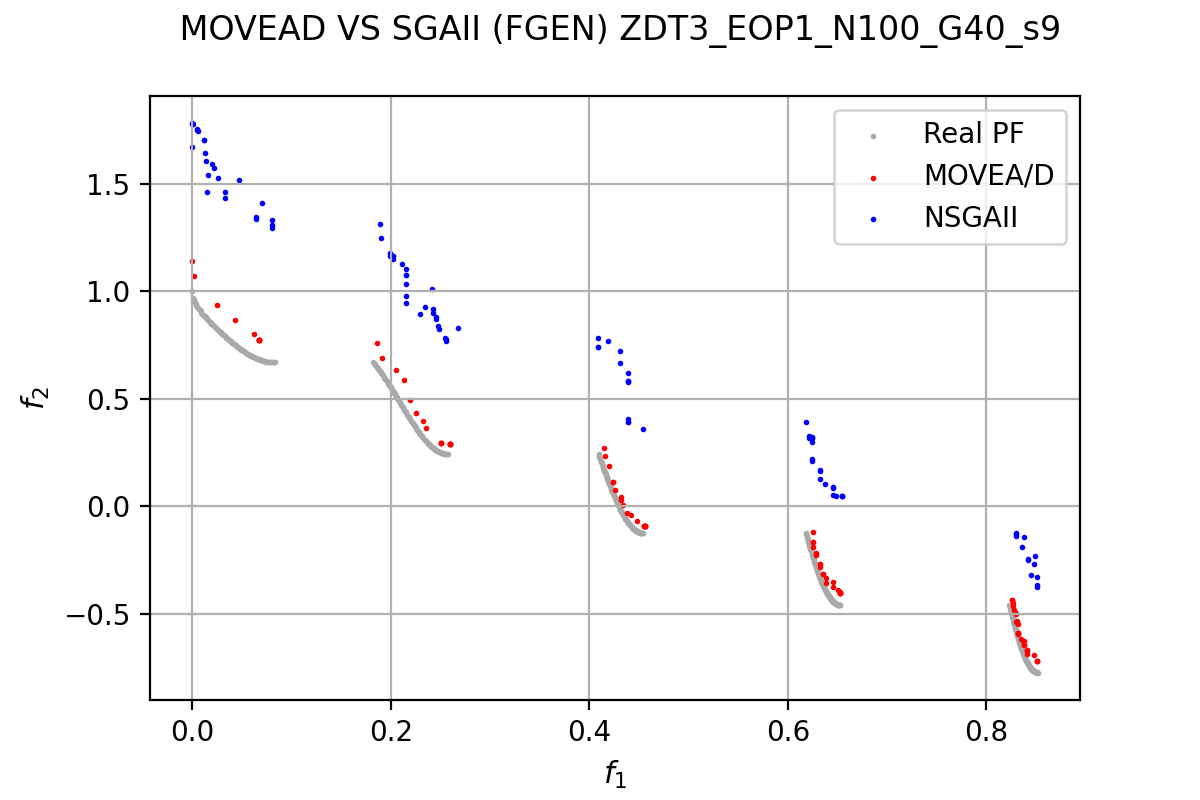 MOVEAD VS SGAII (FGEN) ZDT3_EOP1_N100_G40_s9
Real PF
MOVEA/D
NSGAII
1.5
1.0
0.5
0.0
−0.5
f2
0.0 0.2 0.4 0.6 0.8
f1